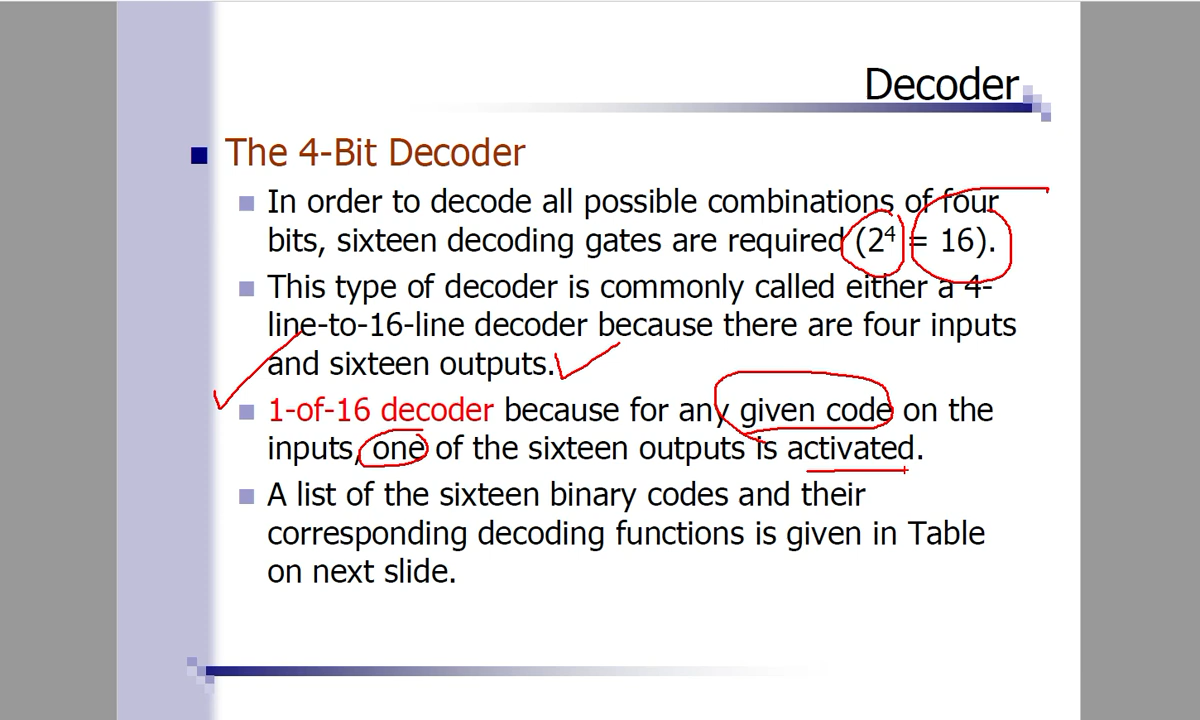 Decoder
The 4-Bit Decoder
In order to decode all possible combinations of four
bits, sixteen decoding gates are required (2⁴ = 16).
This type of decoder is commonly called either a 4-
line-to-16-line decoder because there are four inputs
and sixteen outputs.
1-of-16 decoder because for any given code on the
inputs, one of the sixteen outputs is activated.
A list of the sixteen binary codes and their
corresponding decoding functions is given in Table
on next slide.